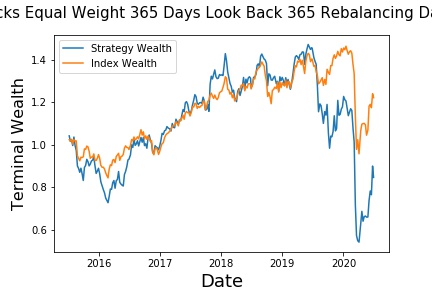 cks Equal Weight 365 Days Look Back 365 Rebalancing Da
Strategy Wealth
Index Wealth
Terminal Wealth
1.4
1.2
1.0
0.8
0.6
2016 2017 2018 2019 2020
Date